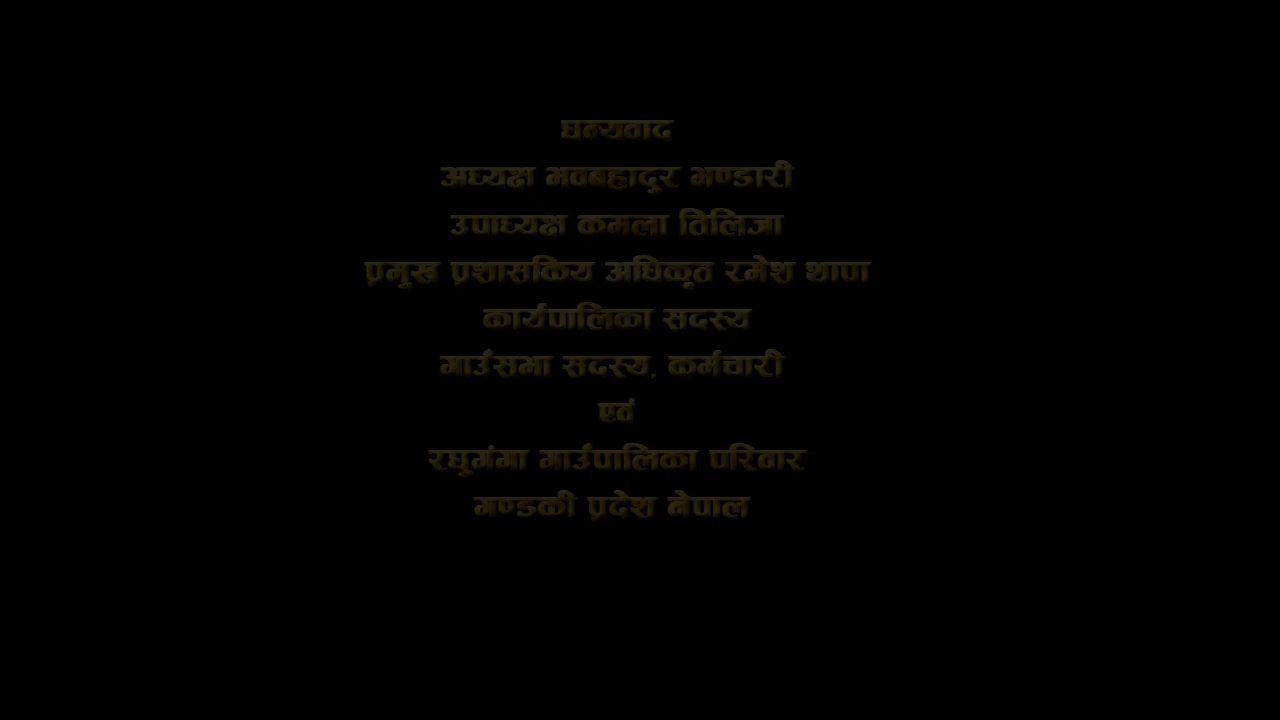 धन्यवाद
अध्यक्ष भवबहादुर भण्डारी
उपाध्यक्ष कमला तिलिजा
प्रमुख प्रशासकिय अधिकृत रमेश थापा
कार्यपालिका सदस्य
गाउँसभा सदस्य, कर्मचारी
एवं
रघुगंगा गाउँपालिका परिवार
गण्डकी प्रदेश नेपाल